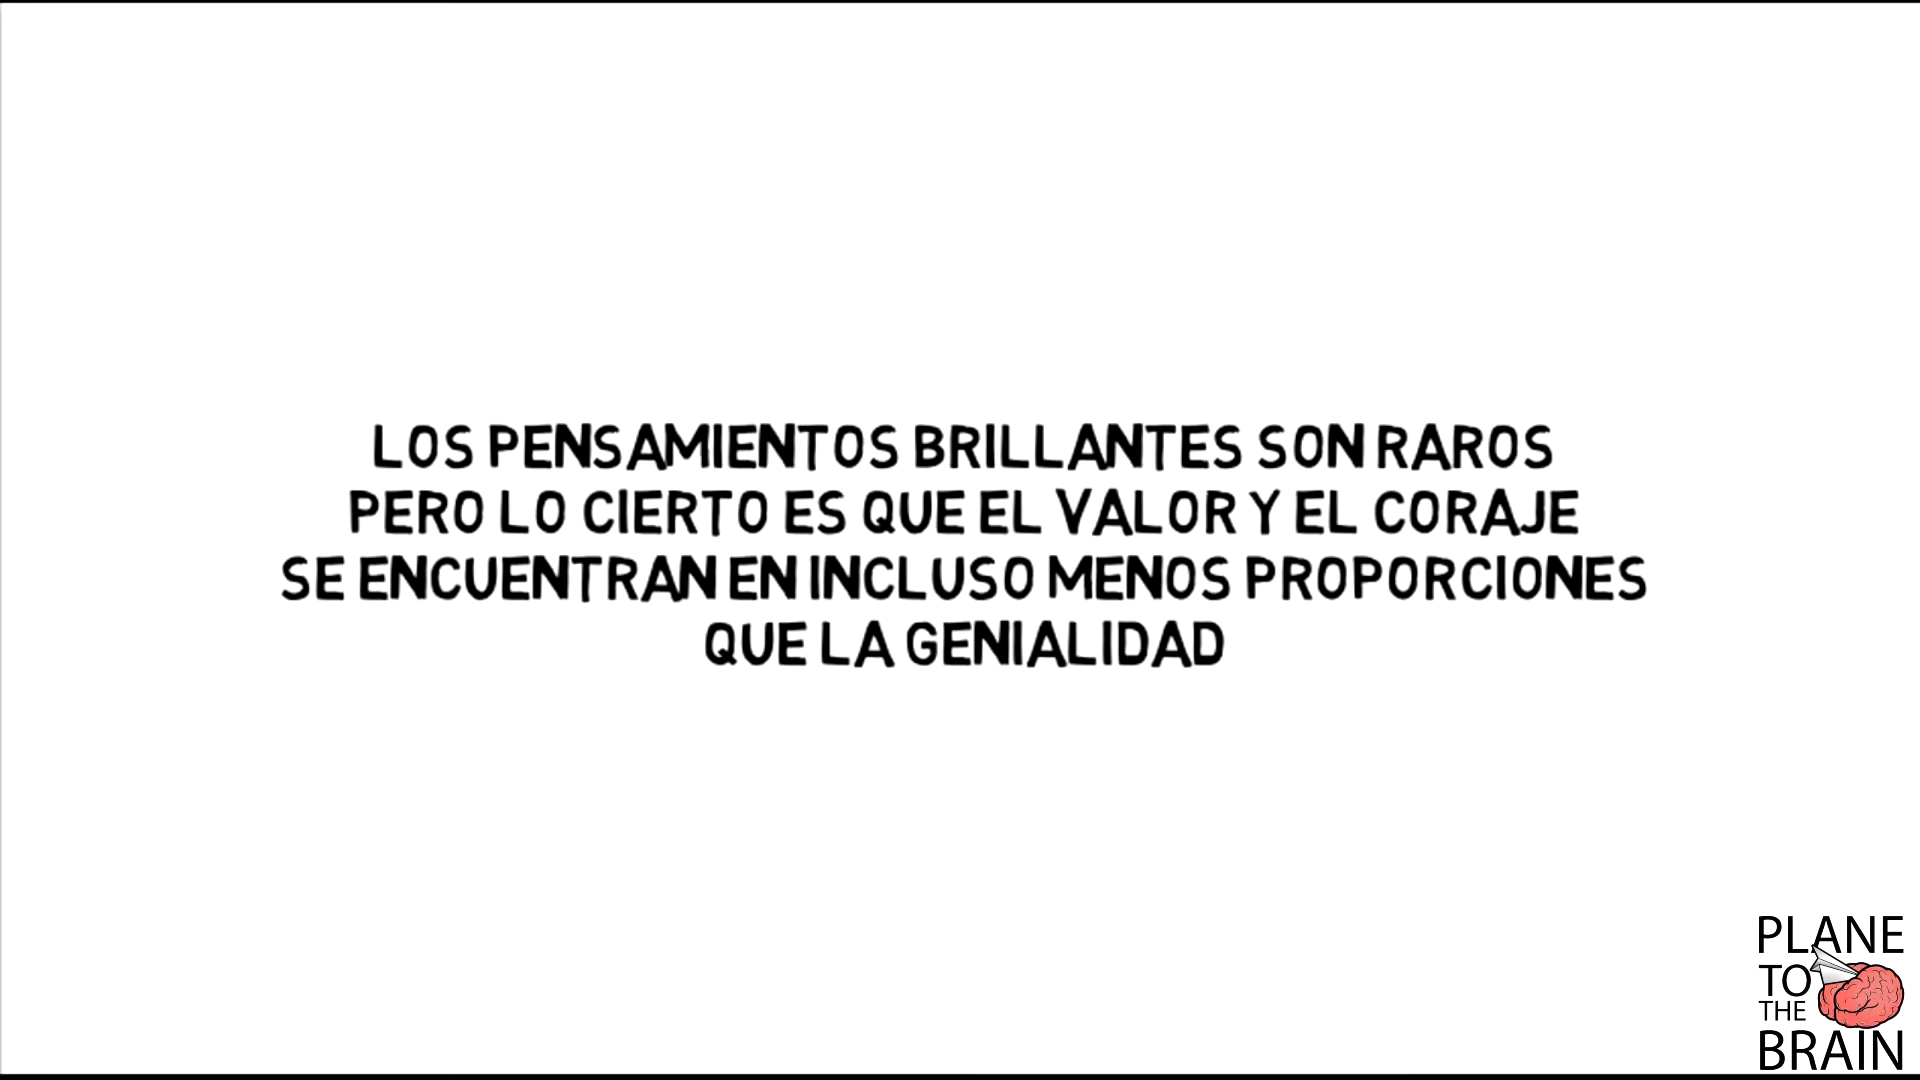 LOS PENSAMIENTOS BRILLANTES SON RAROS
PERO LO CIERTO ES QUE EL VALOR Y EL CORAJE
SE ENCUENTRAN EN INCLUSO MENOS PROPORCIONES
QUE LA GENIALIDAD
PLANE
TO
THE
BRAIN